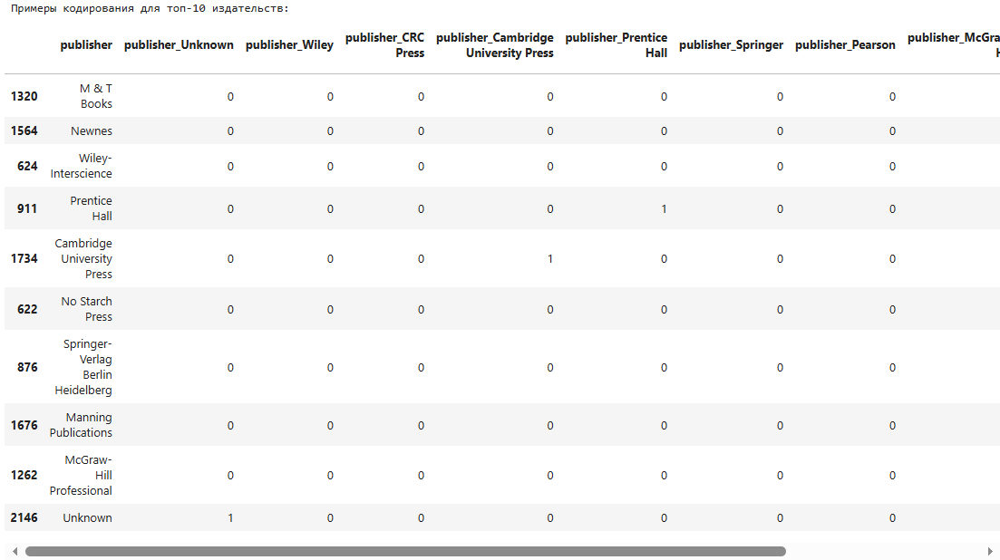 Примеры кодирования для топ-10 издательств:
publisher publisher_Unknown publisher_Wiley publisher_CRC Press publisher_Cambridge University Press publisher_Prentice Hall publisher_Springer publisher_Pearson publisher_McGra
1320 M & T Books 0 0 0 0 0 0 0
1564 Newnes 0 0 0 0 0 0 0
624 Wiley-Interscience 0 0 0 0 0 0 0
911 Prentice Hall 0 0 0 0 1 0 0
1734 Cambridge University Press 0 0 0 1 0 0 0
622 No Starch Press 0 0 0 0 0 0 0
876 Springer-Verlag Berlin Heidelberg 0 0 0 0 0 0 0
1676 Manning Publications 0 0 0 0 0 0 0
1262 McGraw-Hill Professional 0 0 0 0 0 0 0
2146 Unknown 1 0 0 0 0 0 0